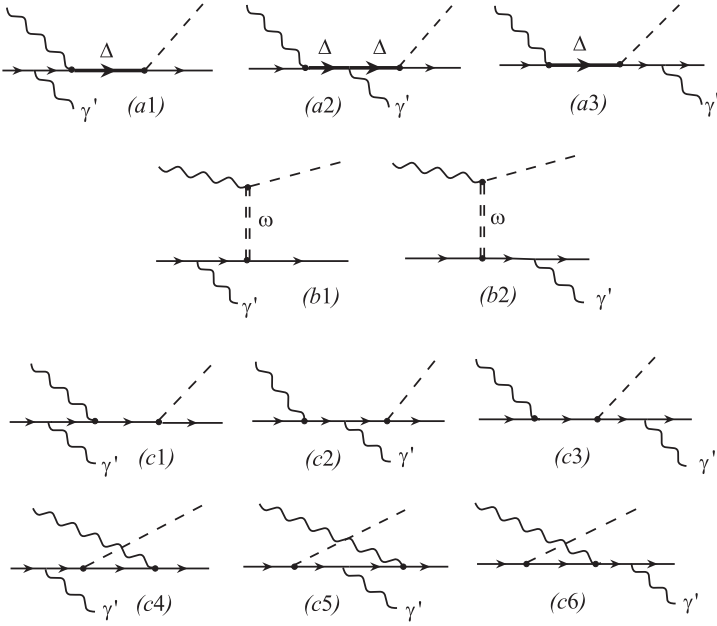 Δ Δ Δ Δ
γ' (a1) γ' (a2) γ' (a3)
ω ω
γ' (b1) γ' (b2)
γ' (c1) γ' (c2) γ' (c3)
γ' (c4) γ' (c5) γ' (c6)